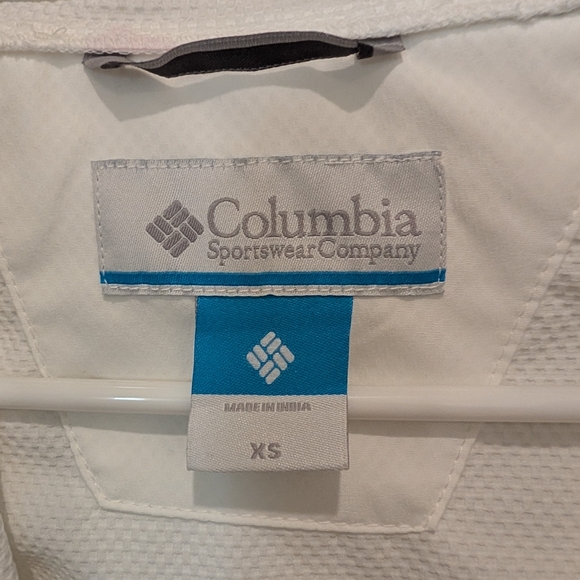 Columbia
Sportswear Company
MADE IN INDIA
XS